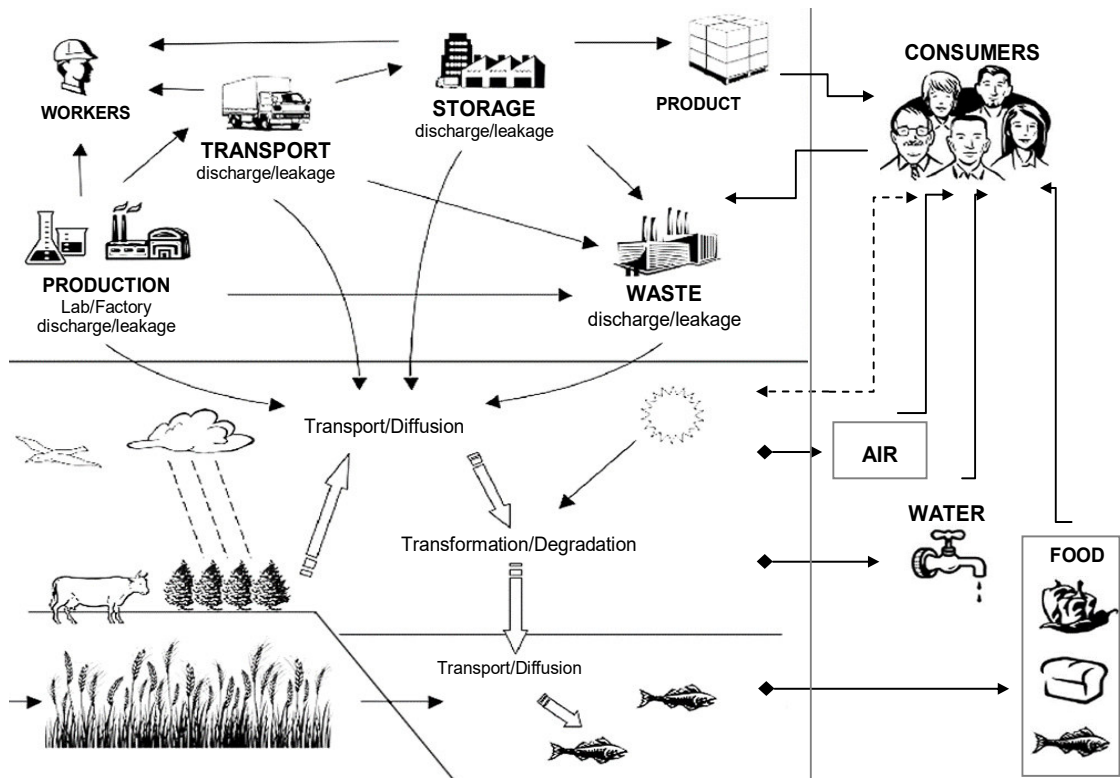 WORKERS
TRANSPORT
discharge/leakage
STORAGE
discharge/leakage
PRODUCT
CONSUMERS
PRODUCTION
Lab/Factory
discharge/leakage
WASTE
discharge/leakage
Transport/Diffusion
Transformation/Degradation
Transport/Diffusion
AIR
WATER
FOOD